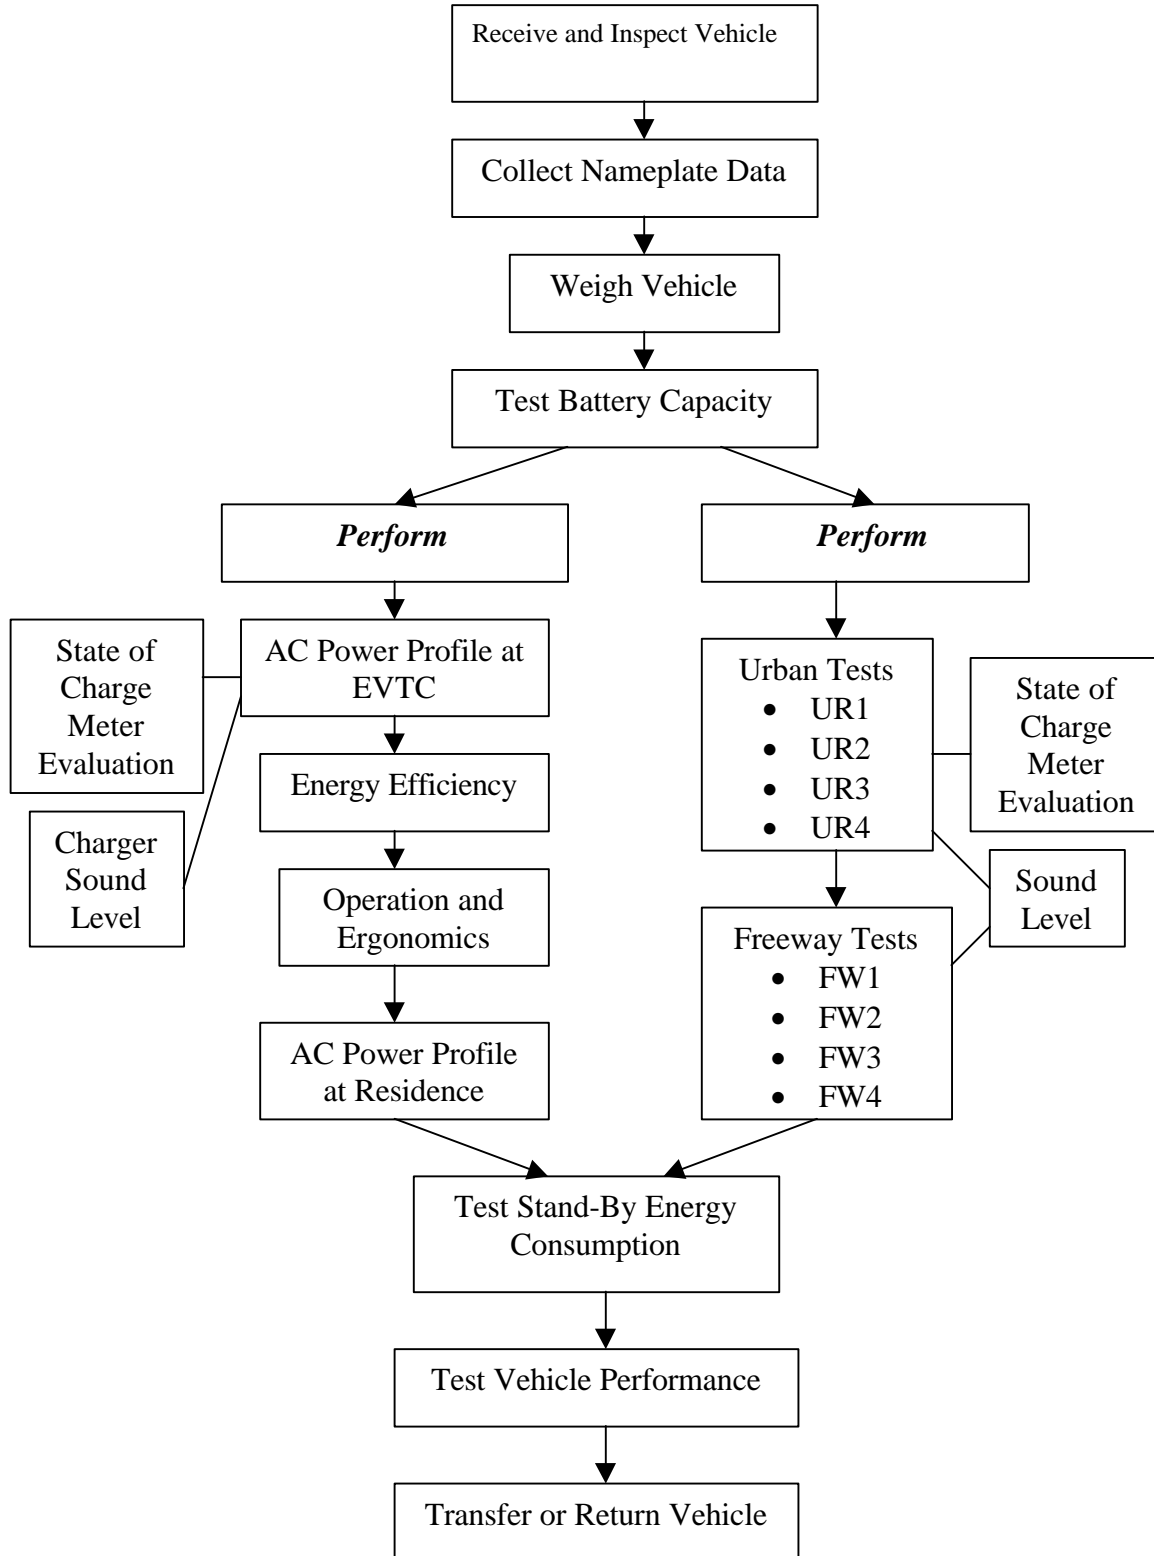 Receive and Inspect Vehicle
Collect Nameplate Data
Weigh Vehicle
Test Battery Capacity
Perform
Perform
State of
Charge
Meter
Evaluation
AC Power Profile at
EVTC
Charger
Sound
Level
Energy Efficiency
Operation and
Ergonomics
AC Power Profile
at Residence
Urban Tests
• UR1
• UR2
• UR3
• UR4
State of
Charge
Meter
Evaluation
Sound
Level
Freeway Tests
• FW1
• FW2
• FW3
• FW4
Test Stand-By Energy
Consumption
Test Vehicle Performance
Transfer or Return Vehicle